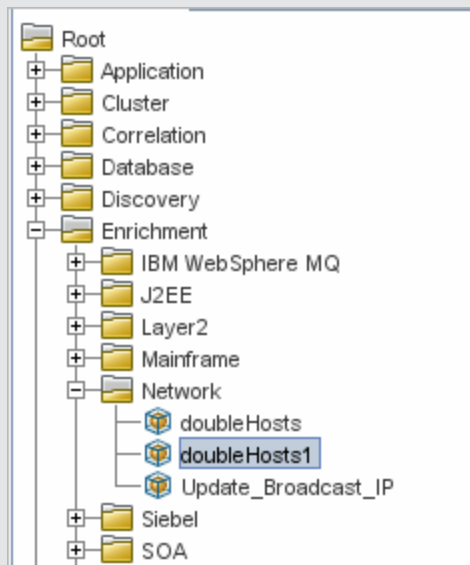 Root
Application
Cluster
Correlation
Database
Discovery
Enrichment
IBM WebSphere MQ
J2EE
Layer2
Mainframe
Network
doubleHosts
doubleHosts1
Update_Broadcast_IP
Siebel
SOA